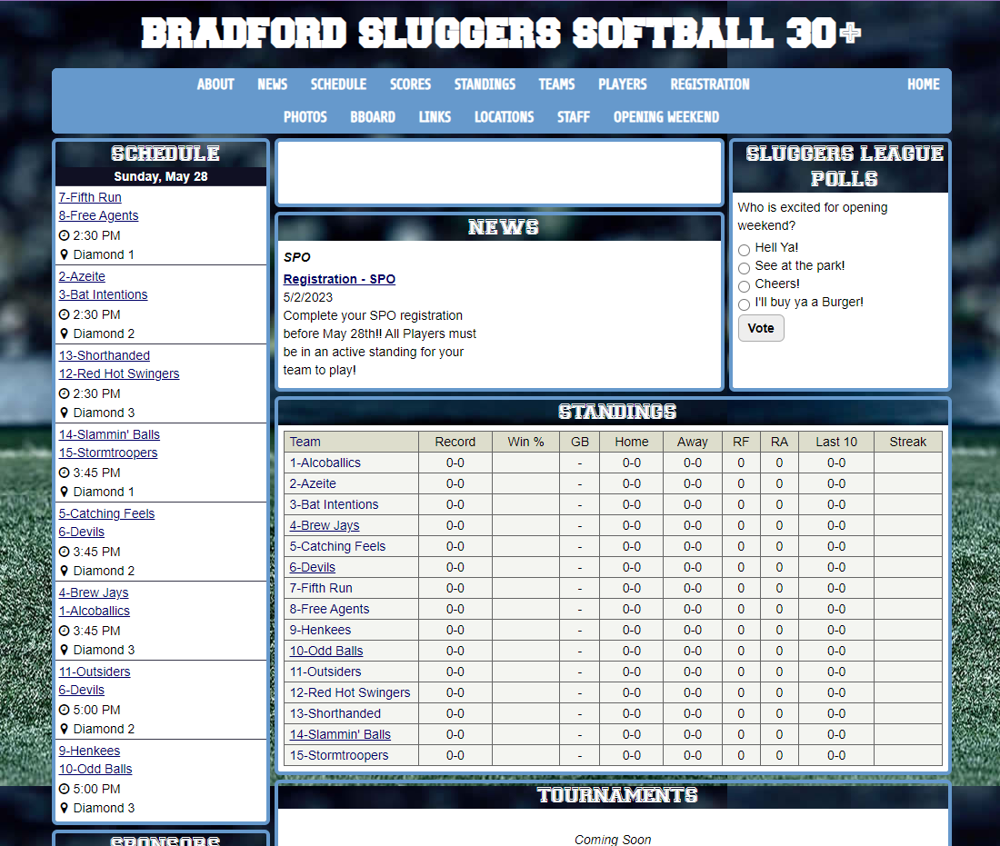 BRADFORD SLUGGERS SOFTBALL 30+
ABOUT NEWS SCHEDULE SCORES STANDINGS TEAMS PLAYERS REGISTRATION HOME
PHOTOS BBOARD LINKS LOCATIONS STAFF OPENING WEEKEND
SCHEDULE
Sunday, May 28
7-Fifth Run
8-Free Agents
2:30 PM
Diamond 1
2-Azeite
3-Bat Intentions
2:30 PM
Diamond 2
13-Shorthanded
12-Red Hot Swingers
2:30 PM
Diamond 3
14-Slammin' Balls
15-Stormtroopers
3:45 PM
Diamond 1
5-Catching Feels
6-Devils
3:45 PM
Diamond 2
4-Brew Jays
1-Alcoballics
3:45 PM
Diamond 3
11-Outsiders
6-Devils
5:00 PM
Diamond 2
9-Henkees
10-Odd Balls
5:00 PM
Diamond 3
SPONSORS
NEWS
SPO
Registration - SPO
5/2/2023
Complete your SPO registration
before May 28th!! All Players must
be in an active standing for your
team to play!
SLUGGERS LEAGUE
POLLS
Who is excited for opening
weekend?
Hell Ya!
See at the park!
Cheers!
I'll buy ya a Burger!
Vote
STANDINGS
Team Record Win % GB Home Away RF RA Last 10 Streak
1-Alcoballics 0-0 - 0-0 0-0 0 0 0-0
2-Azeite 0-0 - 0-0 0-0 0 0 0-0
3-Bat Intentions 0-0 - 0-0 0-0 0 0 0-0
4-Brew Jays 0-0 - 0-0 0-0 0 0 0-0
5-Catching Feels 0-0 - 0-0 0-0 0 0 0-0
6-Devils 0-0 - 0-0 0-0 0 0 0-0
7-Fifth Run 0-0 - 0-0 0-0 0 0 0-0
8-Free Agents 0-0 - 0-0 0-0 0 0 0-0
9-Henkees 0-0 - 0-0 0-0 0 0 0-0
10-Odd Balls 0-0 - 0-0 0-0 0 0 0-0
11-Outsiders 0-0 - 0-0 0-0 0 0 0-0
12-Red Hot Swingers 0-0 - 0-0 0-0 0 0 0-0
13-Shorthanded 0-0 - 0-0 0-0 0 0 0-0
14-Slammin' Balls 0-0 - 0-0 0-0 0 0 0-0
15-Stormtroopers 0-0 - 0-0 0-0 0 0 0-0
TOURNAMENTS
Coming Soon